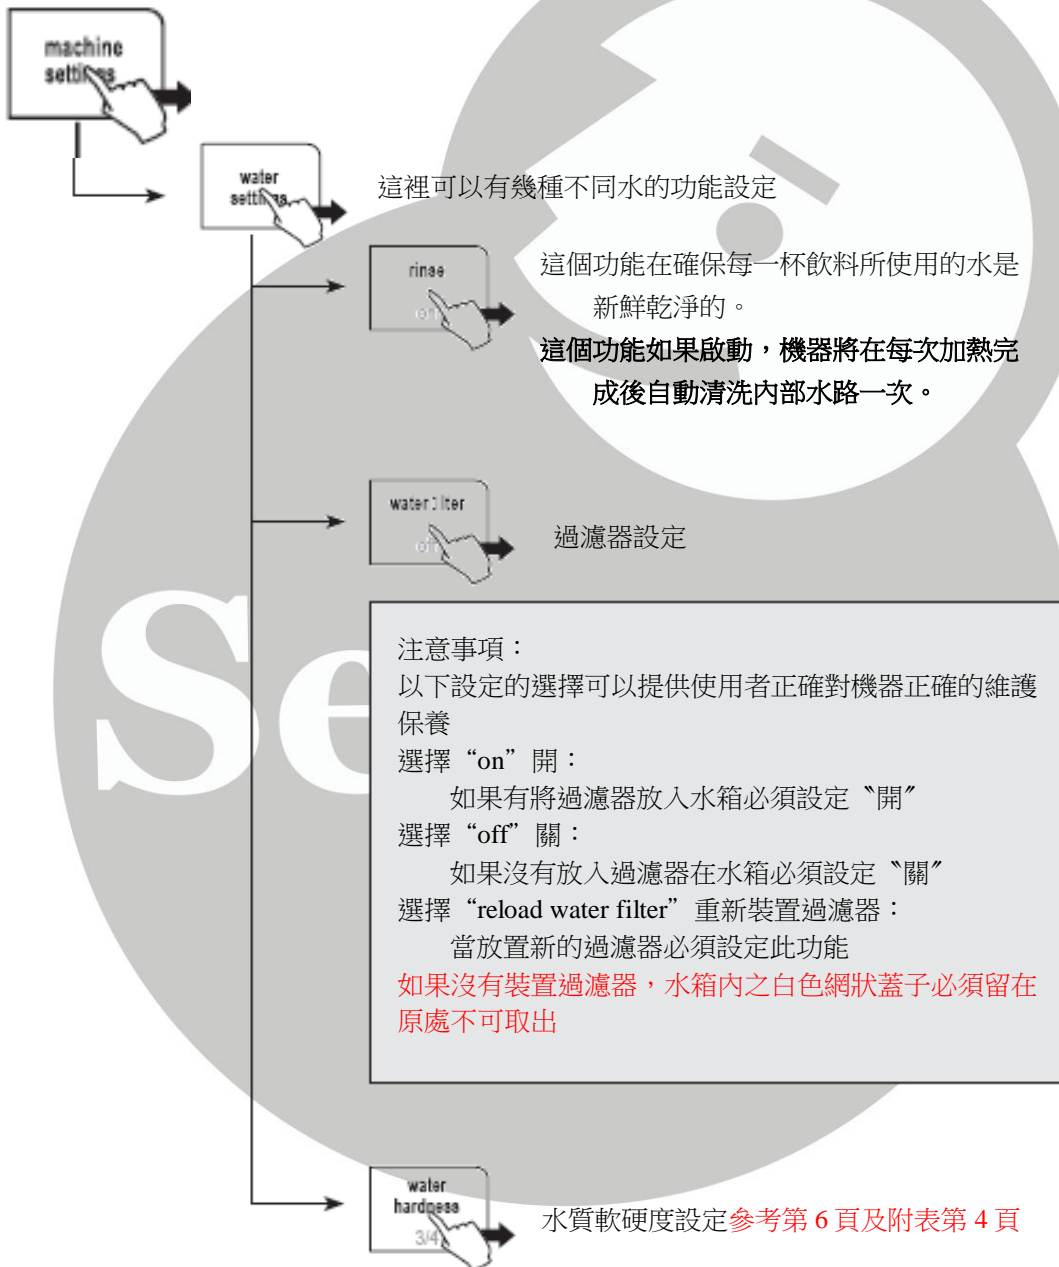 machine
settings
water
settings
這裡可以有幾種不同水的功能設定
rinse
on
這個功能在確保每一杯飲料所使用的水是
新鮮乾淨的。
這個功能如果啟動，機器將在每次加熱完
成後自動清洗內部水路一次。
water filter
過濾器設定
Se
注意事項：
以下設定的選擇可以提供使用者正確對機器正確的維護
保養
選擇“on”開：
如果有將過濾器放入水箱必須設定〝開〞
選擇“off”關：
如果沒有放入過濾器在水箱必須設定〝關〞
選擇“reload water filter”重新裝置過濾器：
當放置新的過濾器必須設定此功能
如果沒有裝置過濾器，水箱內之白色網狀蓋子必須留在
原處不可取出
water
hardness
3/4
水質軟硬度設定參考第 6 頁及附表第 4 頁